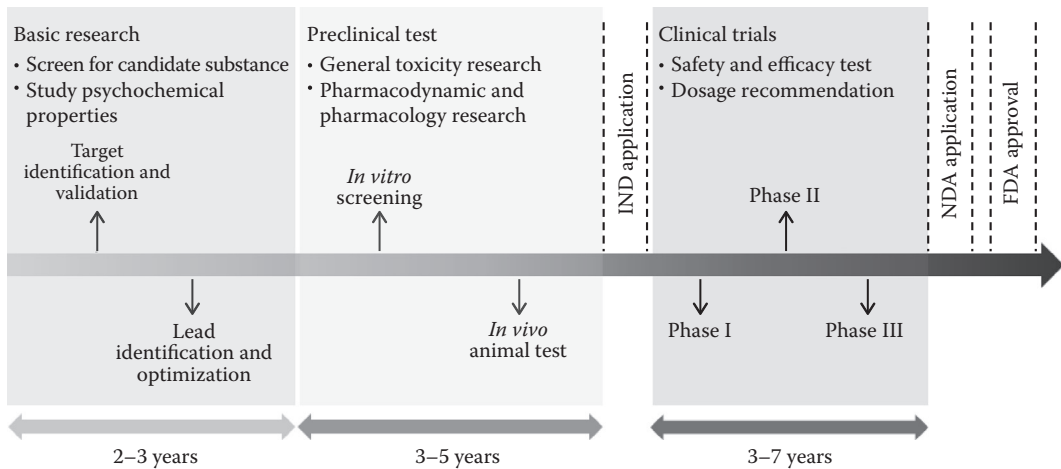 Basic research
• Screen for candidate substance
• Study psychochemical
properties
Target
identification and
validation
Lead
identification and
optimization
2–3 years
Preclinical test
• General toxicity research
• Pharmacodynamic and
pharmacology research
In vitro
screening
In vivo
animal test
3–5 years
IND application
Clinical trials
• Safety and efficacy test
• Dosage recommendation
Phase II
Phase I
Phase III
3–7 years
NDA application
FDA approval